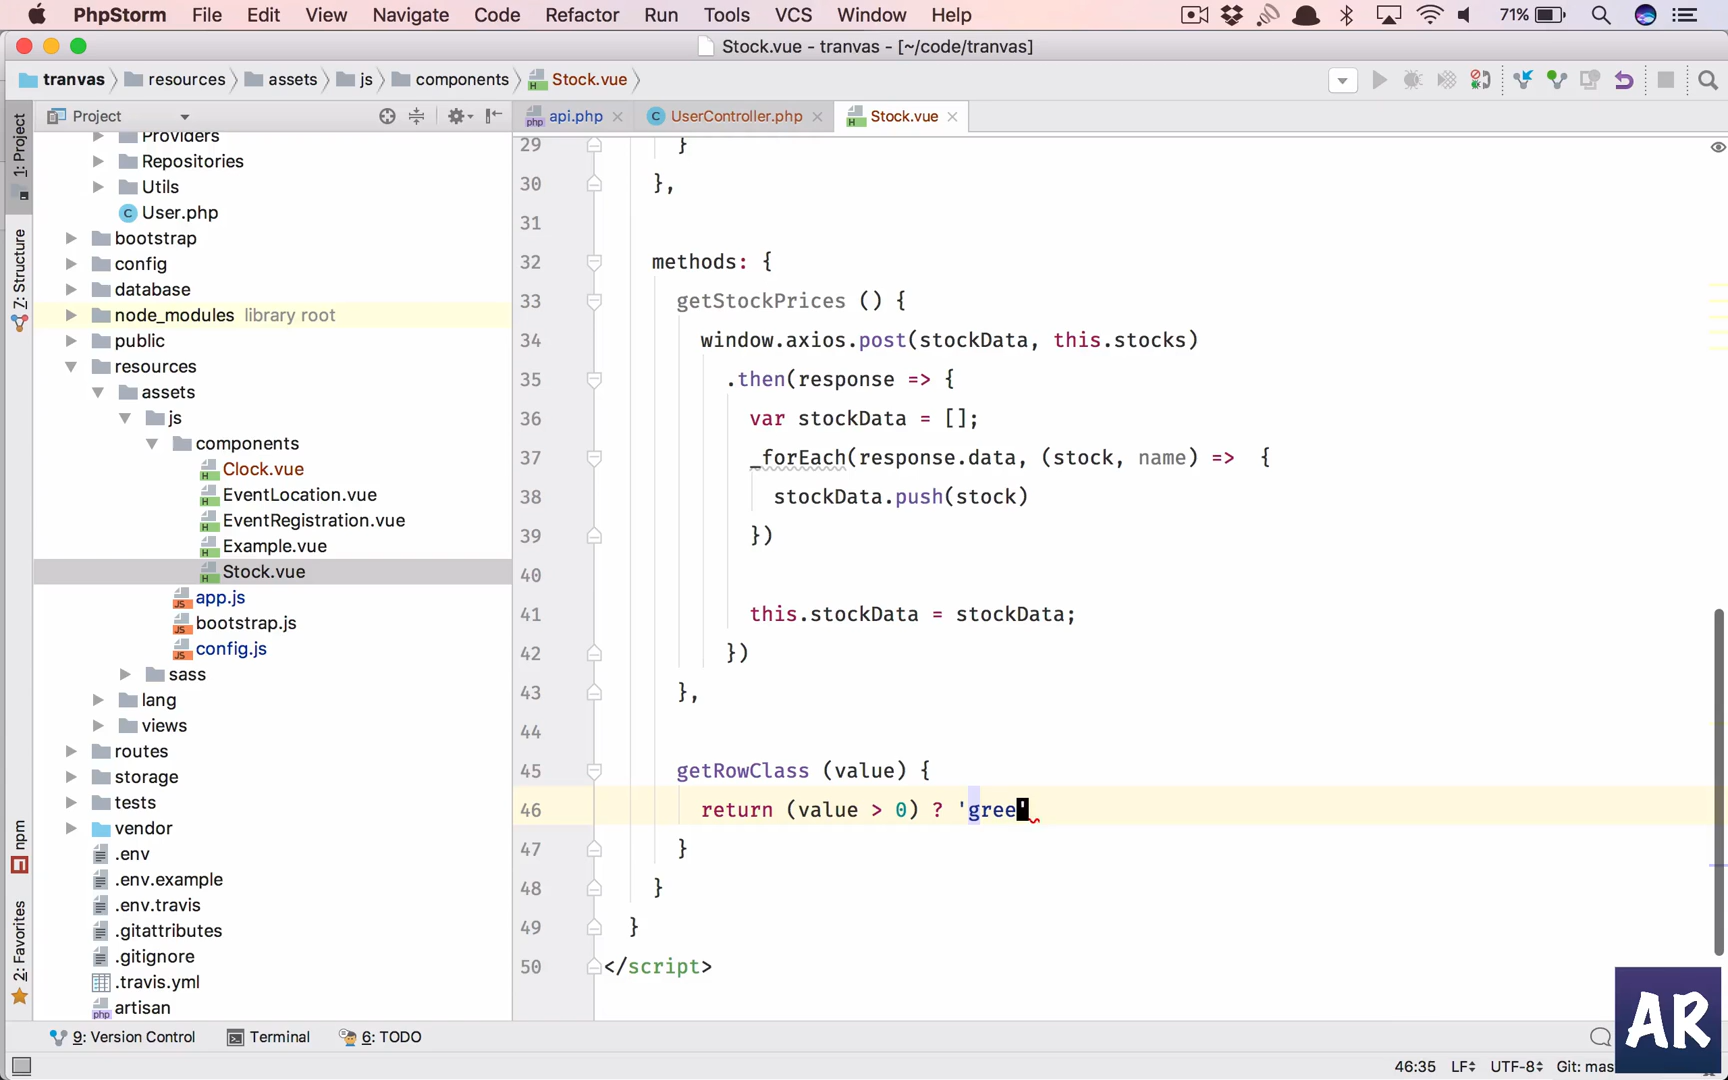 PhpStorm File Edit View Navigate Code Refactor Run Tools VCS Window Help 71%
Stock.vue - tranvas - [~/code/tranvas]
tranvas resources assets js components Stock.vue
Project api.php UserController.php Stock.vue
1: Project
7: Structure
npm
2: Favorites
Providers
Repositories
Utils
User.php
bootstrap
config
database
node_modules library root
public
resources
assets
js
components
Clock.vue
EventLocation.vue
EventRegistration.vue
Example.vue
Stock.vue
app.js
bootstrap.js
config.js
sass
lang
views
routes
storage
tests
vendor
.env
.env.example
.env.travis
.gitattributes
.gitignore
.travis.yml
artisan
29 }
30 },
31
32 methods: {
33 getStockPrices () {
34 window.axios.post(stockData, this.stocks)
35 .then(response => {
36 var stockData = [];
37 _forEach(response.data, (stock, name) => {
38 stockData.push(stock)
39 })
40
41 this.stockData = stockData;
42 })
43 },
44
45 getRowClass (value) {
46 return (value > 0) ? 'gree'
47 }
48 }
49 }
50 </script>
AR
9: Version Control Terminal 6: TODO
46:35 LF UTF-8 Git: mas